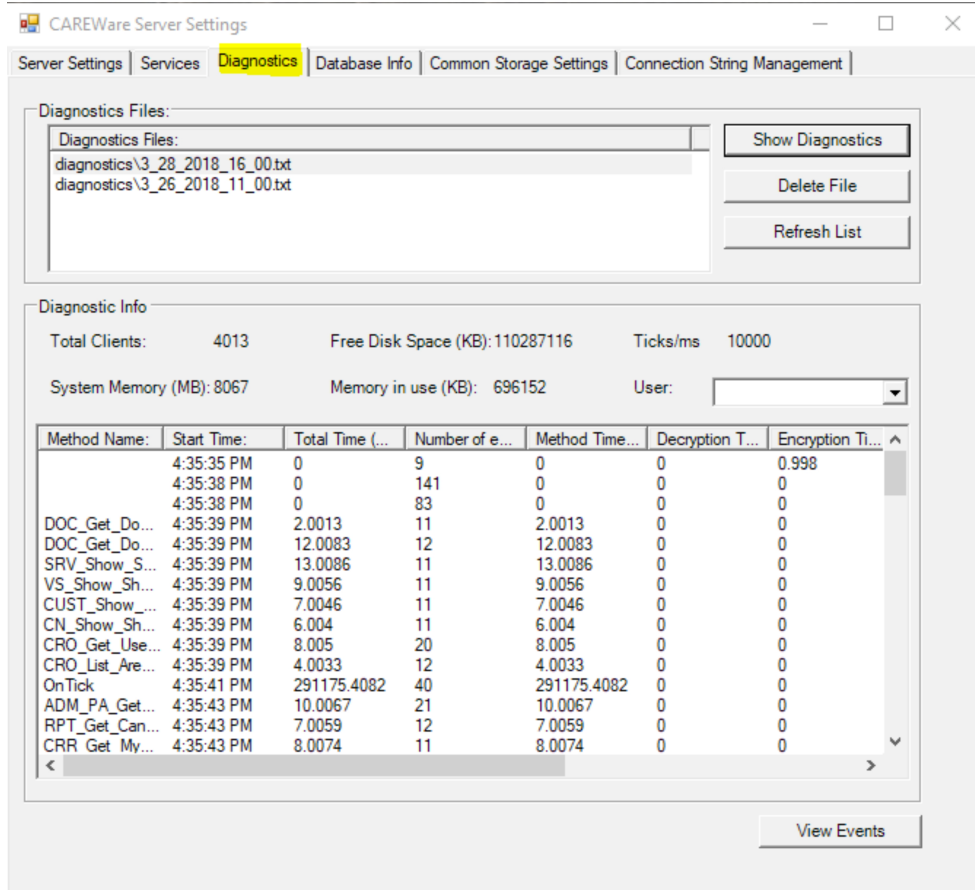 CAREWare Server Settings
Server Settings Services Diagnostics Database Info Common Storage Settings Connection String Management
Diagnostics Files:
Diagnostics Files:
diagnostics\3_28_2018_16_00.txt
diagnostics\3_26_2018_11_00.txt
Show Diagnostics
Delete File
Refresh List
Diagnostic Info
Total Clients: 4013 Free Disk Space (KB): 110287116 Ticks/ms 10000
System Memory (MB): 8067 Memory in use (KB): 696152 User:
Method Name: Start Time: Total Time (... Number of e... Method Time... Decryption T... Encryption Ti...
4:35:35 PM 0 9 0 0 0.998
4:35:38 PM 0 141 0 0 0
4:35:38 PM 0 83 0 0 0
DOC_Get_Do... 4:35:39 PM 2.0013 11 2.0013 0 0
DOC_Get_Do... 4:35:39 PM 12.0083 12 12.0083 0 0
SRV_Show_S... 4:35:39 PM 13.0086 11 13.0086 0 0
VS_Show_Sh... 4:35:39 PM 9.0056 11 9.0056 0 0
CUST_Show_... 4:35:39 PM 7.0046 11 7.0046 0 0
CN_Show_Sh... 4:35:39 PM 6.004 11 6.004 0 0
CRO_Get_Use... 4:35:39 PM 8.005 20 8.005 0 0
CRO_List_Are... 4:35:39 PM 4.0033 12 4.0033 0 0
OnTick 4:35:41 PM 291175.4082 40 291175.4082 0 0
ADM_PA_Get... 4:35:43 PM 10.0067 21 10.0067 0 0
RPT_Get_Can... 4:35:43 PM 7.0059 12 7.0059 0 0
CRR_Get_My... 4:35:43 PM 8.0074 11 8.0074 0 0
View Events